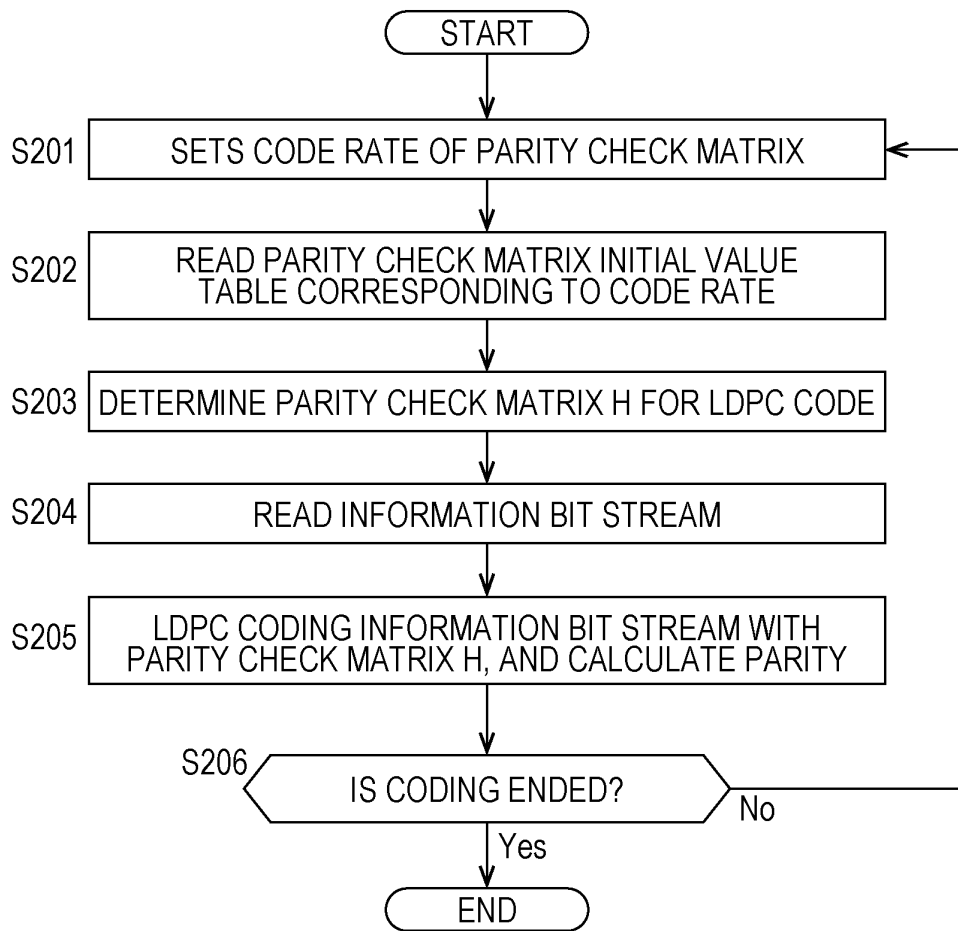 START
S201
SETS CODE RATE OF PARITY CHECK MATRIX
S202
READ PARITY CHECK MATRIX INITIAL VALUE
TABLE CORRESPONDING TO CODE RATE
S203
DETERMINE PARITY CHECK MATRIX H FOR LDPC CODE
S204
READ INFORMATION BIT STREAM
S205
LDPC CODING INFORMATION BIT STREAM WITH
PARITY CHECK MATRIX H, AND CALCULATE PARITY
S206
IS CODING ENDED?
No
Yes
END